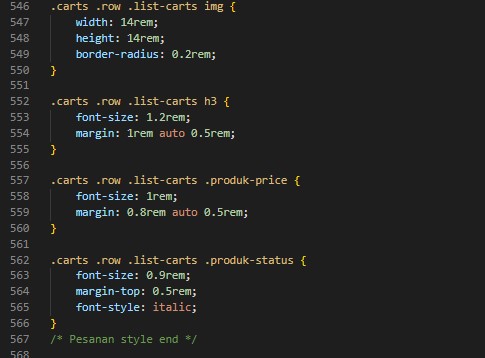 546 .carts .row .list-carts img {
547     width: 14rem;
548     height: 14rem;
549     border-radius: 0.2rem;
550 }
551
552 .carts .row .list-carts h3 {
553     font-size: 1.2rem;
554     margin: 1rem auto 0.5rem;
555 }
556
557 .carts .row .list-carts .produk-price {
558     font-size: 1rem;
559     margin: 0.8rem auto 0.5rem;
560 }
561
562 .carts .row .list-carts .produk-status {
563     font-size: 0.9rem;
564     margin-top: 0.5rem;
565     font-style: italic;
566 }
567 /* Pesanan style end */
568